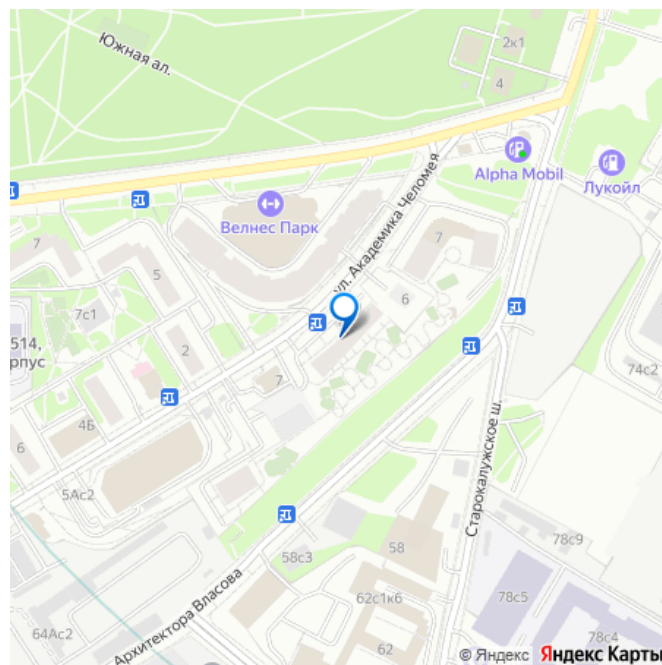 2к1
Южная ал.
4
Alpha Mobil
Лукойл
Велнес Парк
ул. Академика Челомея
7
7
5
6
7с1
514,
рпус
2
7
74с2
4Б
6
5Ас2
Старокалужское ш.
58с3
58
78с9
62с1к6
78с5
64Ас2
Архитектора Власова
62
78с4
© Яндекс Яндекс Карты